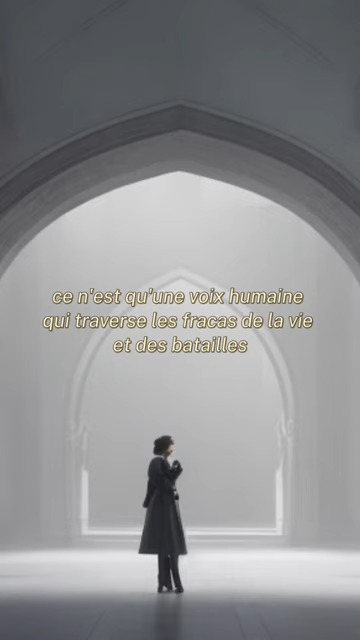 ce n'est qu'une voix humaine
qui traverse les fracas de la vie
et des batailles